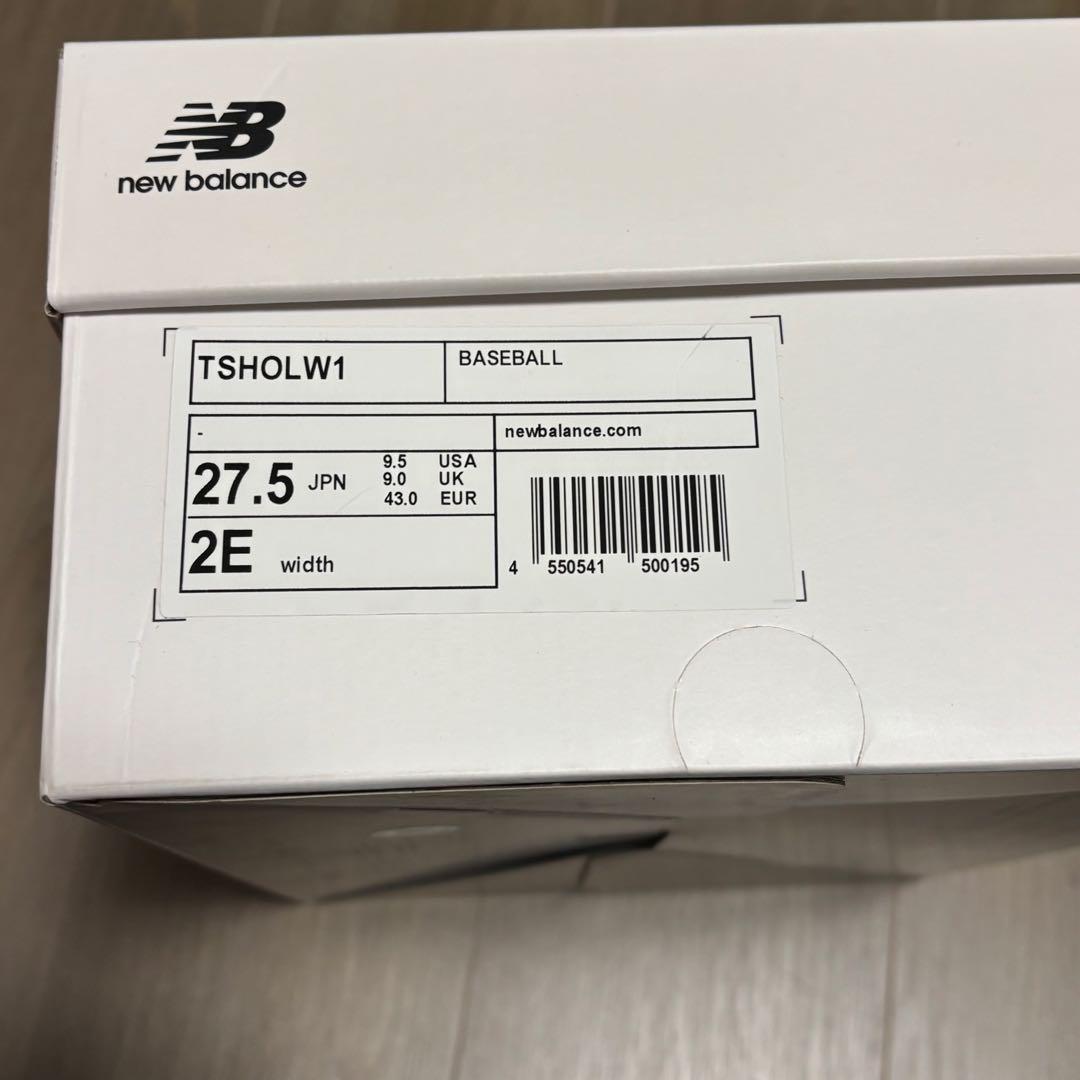 NB
new balance
TSHOLW1
BASEBALL
-
newbalance.com
27.5 JPN
9.5 USA
9.0 UK
43.0 EUR
2E width
4 550541 500195